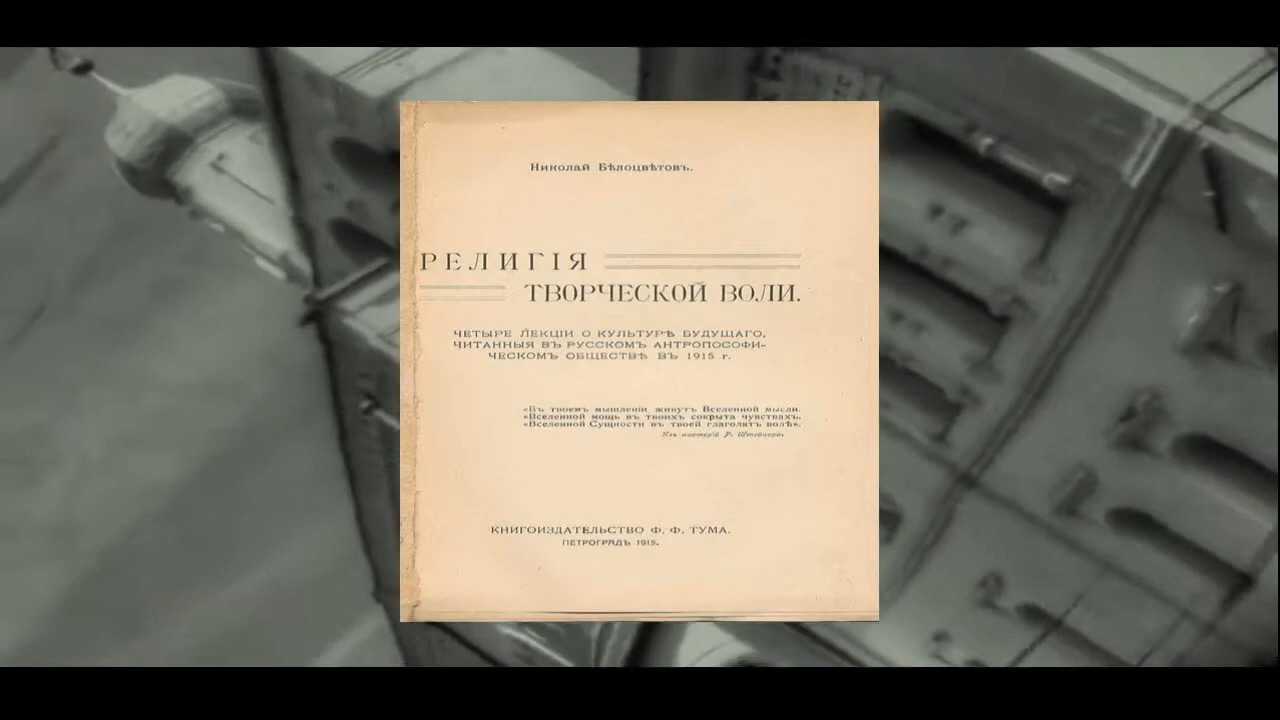 Николай Бѣлоцвѣтовъ.
РЕЛИГІЯ
ТВОРЧЕСКОЙ ВОЛИ.
ЧЕТЫРЕ ЛЕКЦІИ О КУЛЬТУРѢ БУДУЩАГО,
ЧИТАННЫЯ ВЪ РУССКОМЪ АНТРОПОСОФИ-
ЧЕСКОМЪ ОБЩЕСТВѢ ВЪ 1915 г.
«Въ твоемъ мышленіи живутъ Вселенной мысли.
«Вселенной мощь въ твоихъ сокрыта чувствахъ.
«Вселенной Сущности въ твоей глаголятъ волѣ».
Изъ мистерій Р. Штейнера.
КНИГОИЗДАТЕЛЬСТВО Ф. Ф. ТУМА.
ПЕТРОГРАДЪ 1915.